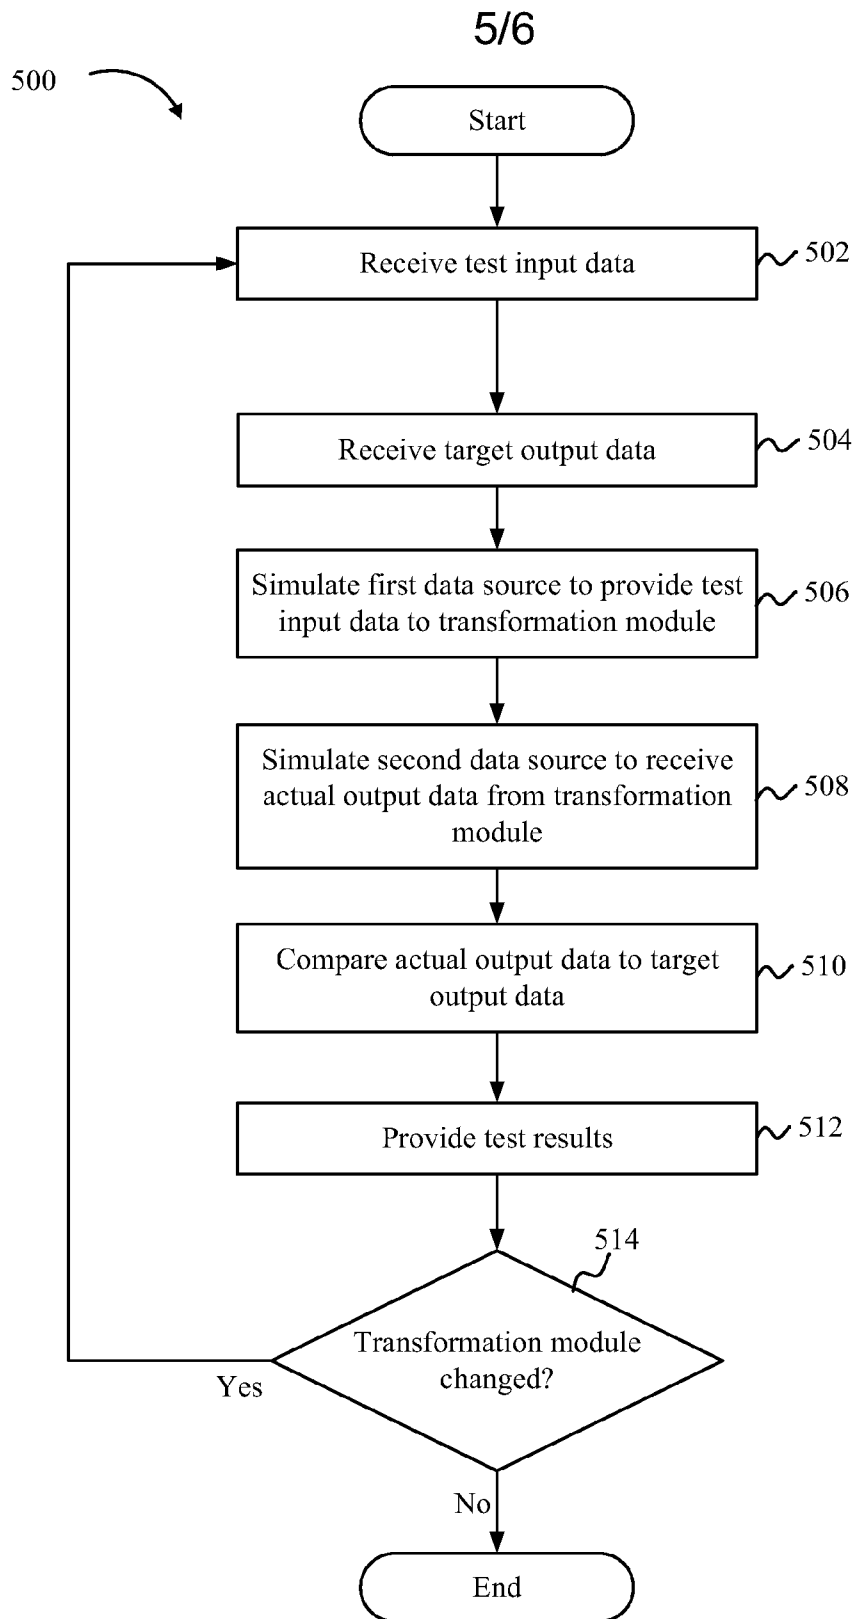 5/6
500
Start
Receive test input data
502
Receive target output data
504
Simulate first data source to provide test
input data to transformation module
506
Simulate second data source to receive
actual output data from transformation
module
508
Compare actual output data to target
output data
510
Provide test results
512
514
Transformation module
changed?
Yes
No
End